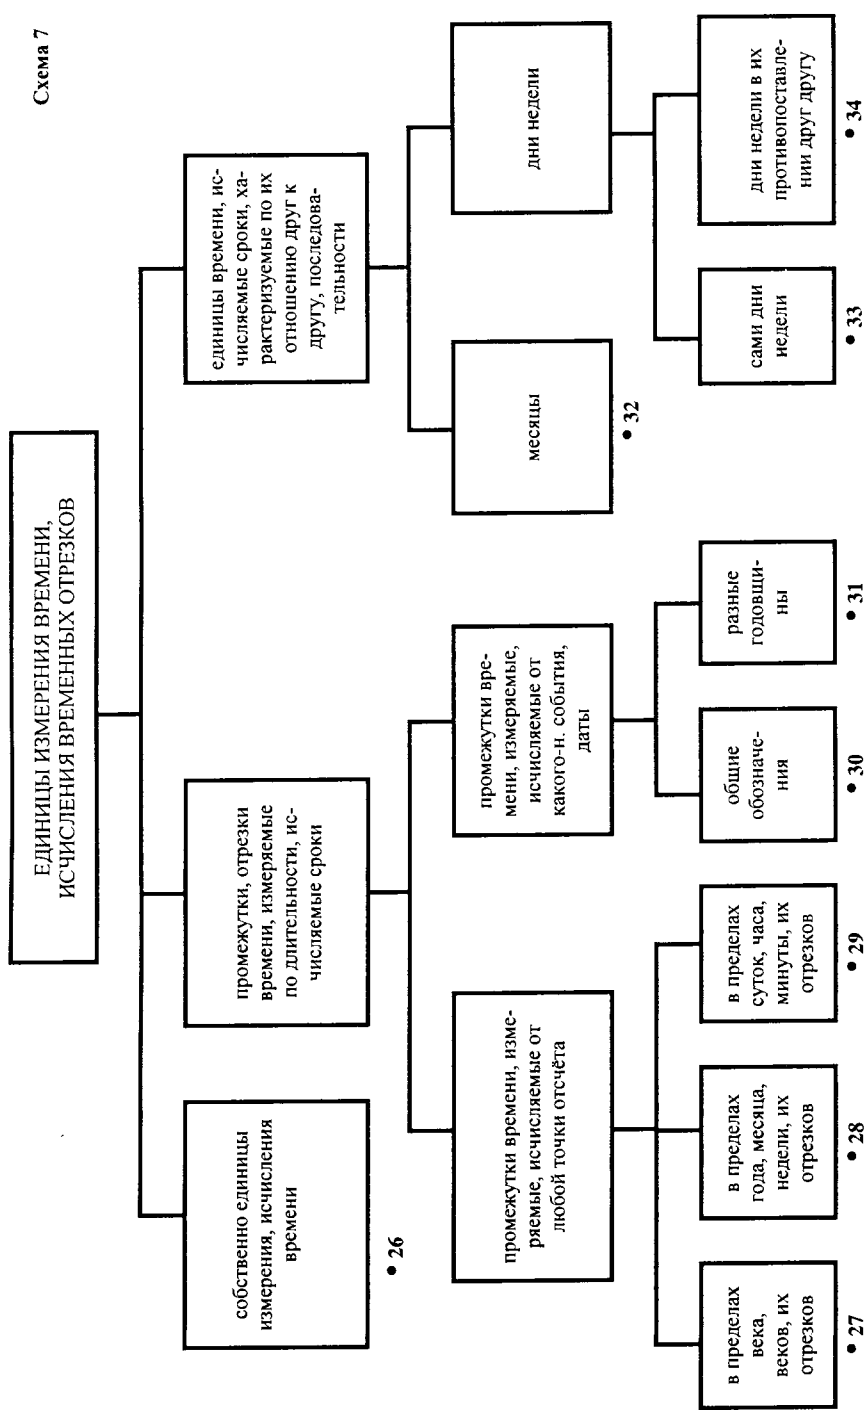 Схема 7
ЕДИНИЦЫ ИЗМЕРЕНИЯ ВРЕМЕНИ,
ИСЧИСЛЕНИЯ ВРЕМЕННЫХ ОТРЕЗКОВ
собственно единицы
измерения, исчисления
времени
• 26
промежутки, отрезки
времени, измеряемые
по длительности, ис-
числяемые сроки
единицы времени, ис-
числяемые сроки, ха-
рактеризуемые по их
отношению друг к
другу, последова-
тельности
промежутки времени, изме-
ряемые, исчисляемые от
любой точки отсчёта
промежутки вре-
мени, измеряемые,
исчисляемые от
какого-н. события,
даты
месяцы
• 32
дни недели
в пределах
века,
веков, их
отрезков
• 27
в пределах
года, месяца,
недели, их
отрезков
• 28
в пределах
суток, часа,
минуты, их
отрезков
• 29
общие
обозначе-
ния
• 30
разные
годовщи-
ны
• 31
сами дни
недели
• 33
дни недели в их
противопоставле-
нии друг другу
• 34